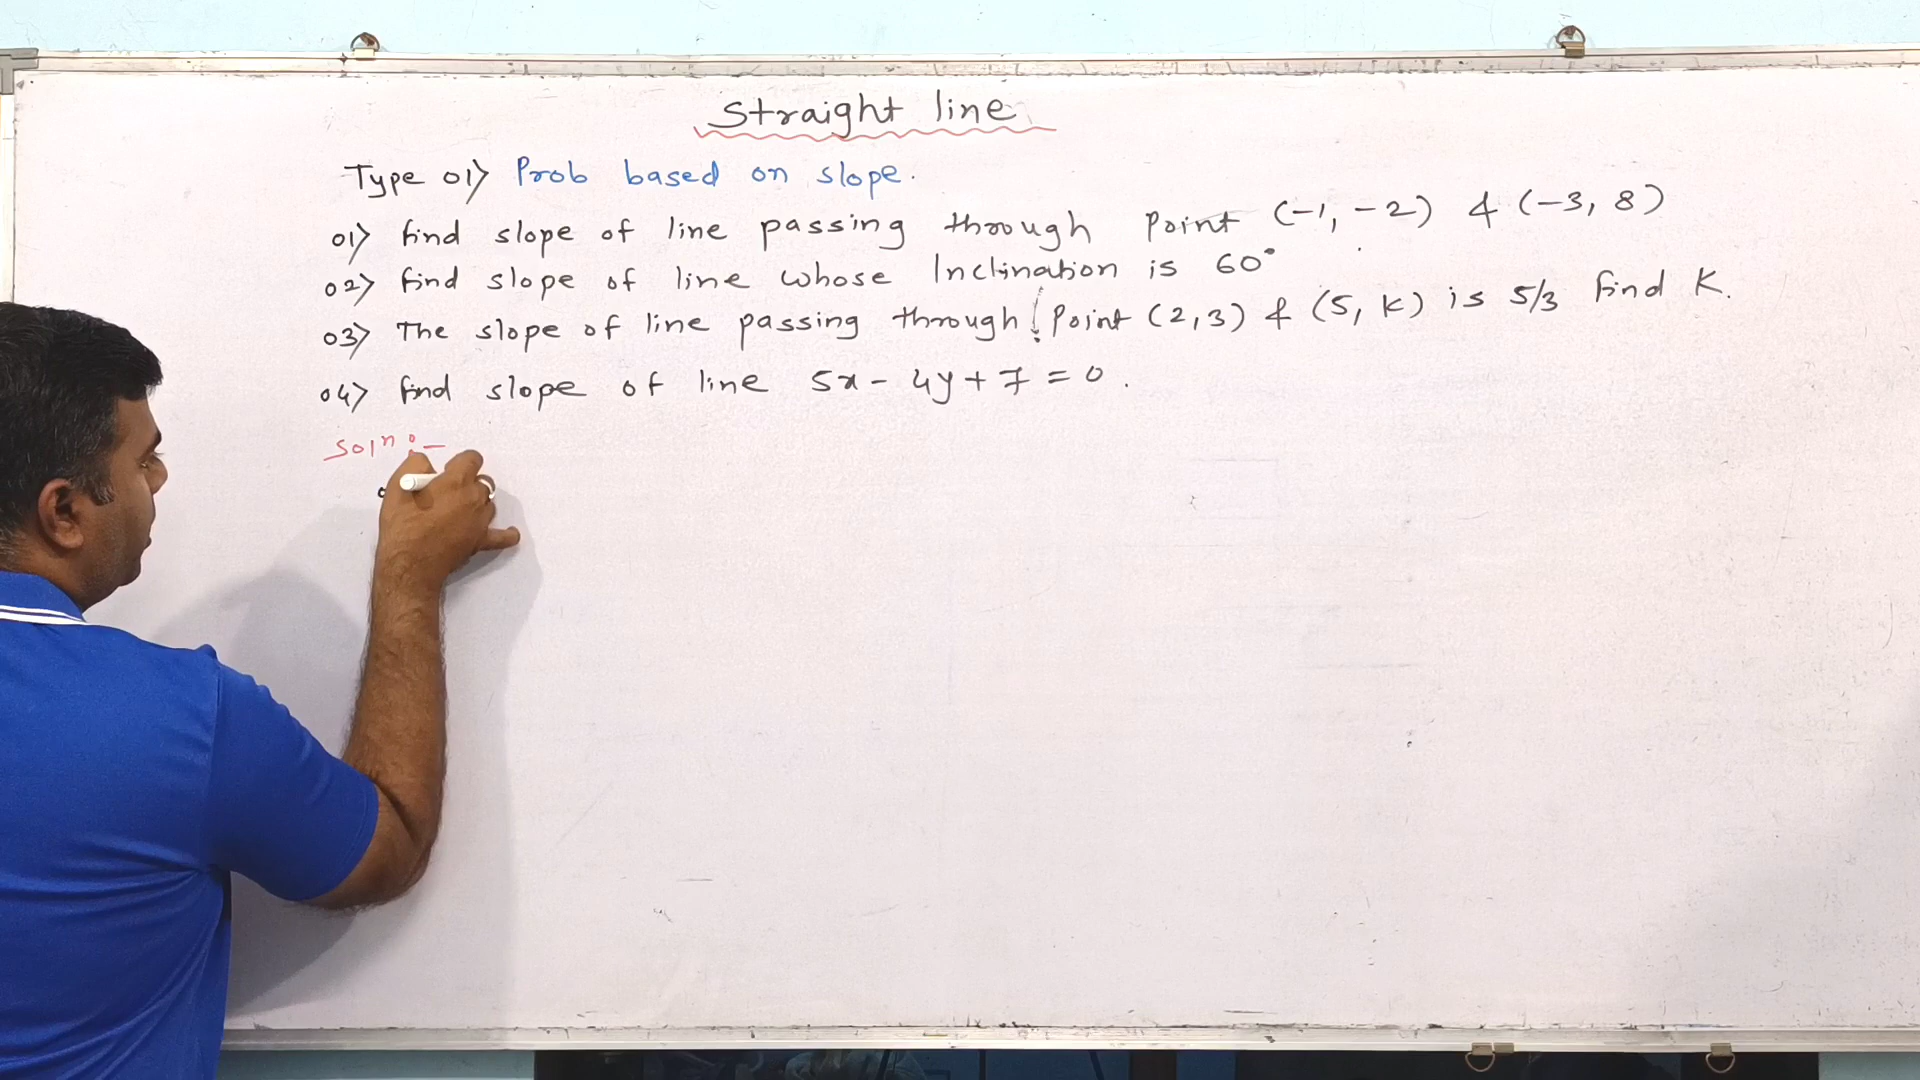 Straight line
Type 01> Prob based on slope.
01> find slope of line passing through Point (-1, -2) & (-3, 8)
02> find slope of line whose Inclination is 60°
03> The slope of line passing through Point (2,3) & (5, K) is 5/3 find K.
04> find slope of line 5x - 4y + 7 = 0.
Solⁿ:-
0